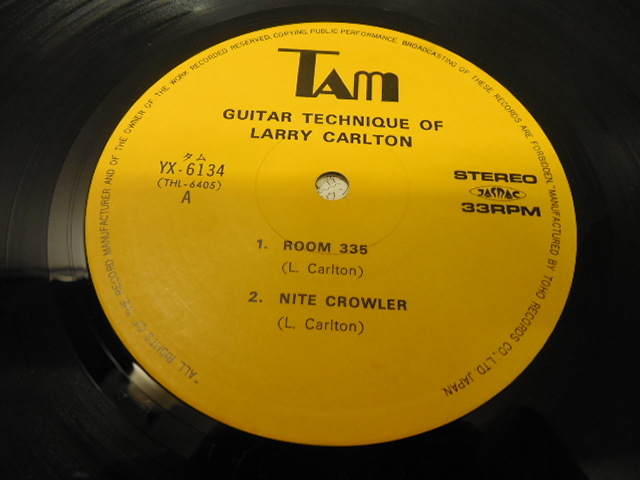 TAM
GUITAR TECHNIQUE OF
LARRY CARLTON
タム
YX-6134
(THL-6405)
A
STEREO
JASRAC
33RPM
1. ROOM 335
(L. Carlton)
2. NITE CROWLER
(L. Carlton)
"ALL RIGHTS OF THE RECORD MANUFACTURER AND OF THE OWNER OF THE WORK RECORDED RESERVED, COPYING, PUBLIC PERFORMANCE, BROADCASTING OF THESE RECORDS ARE FORBIDDEN." MANUFACTURED BY TOHO RECORDS CO., LTD. JAPAN.